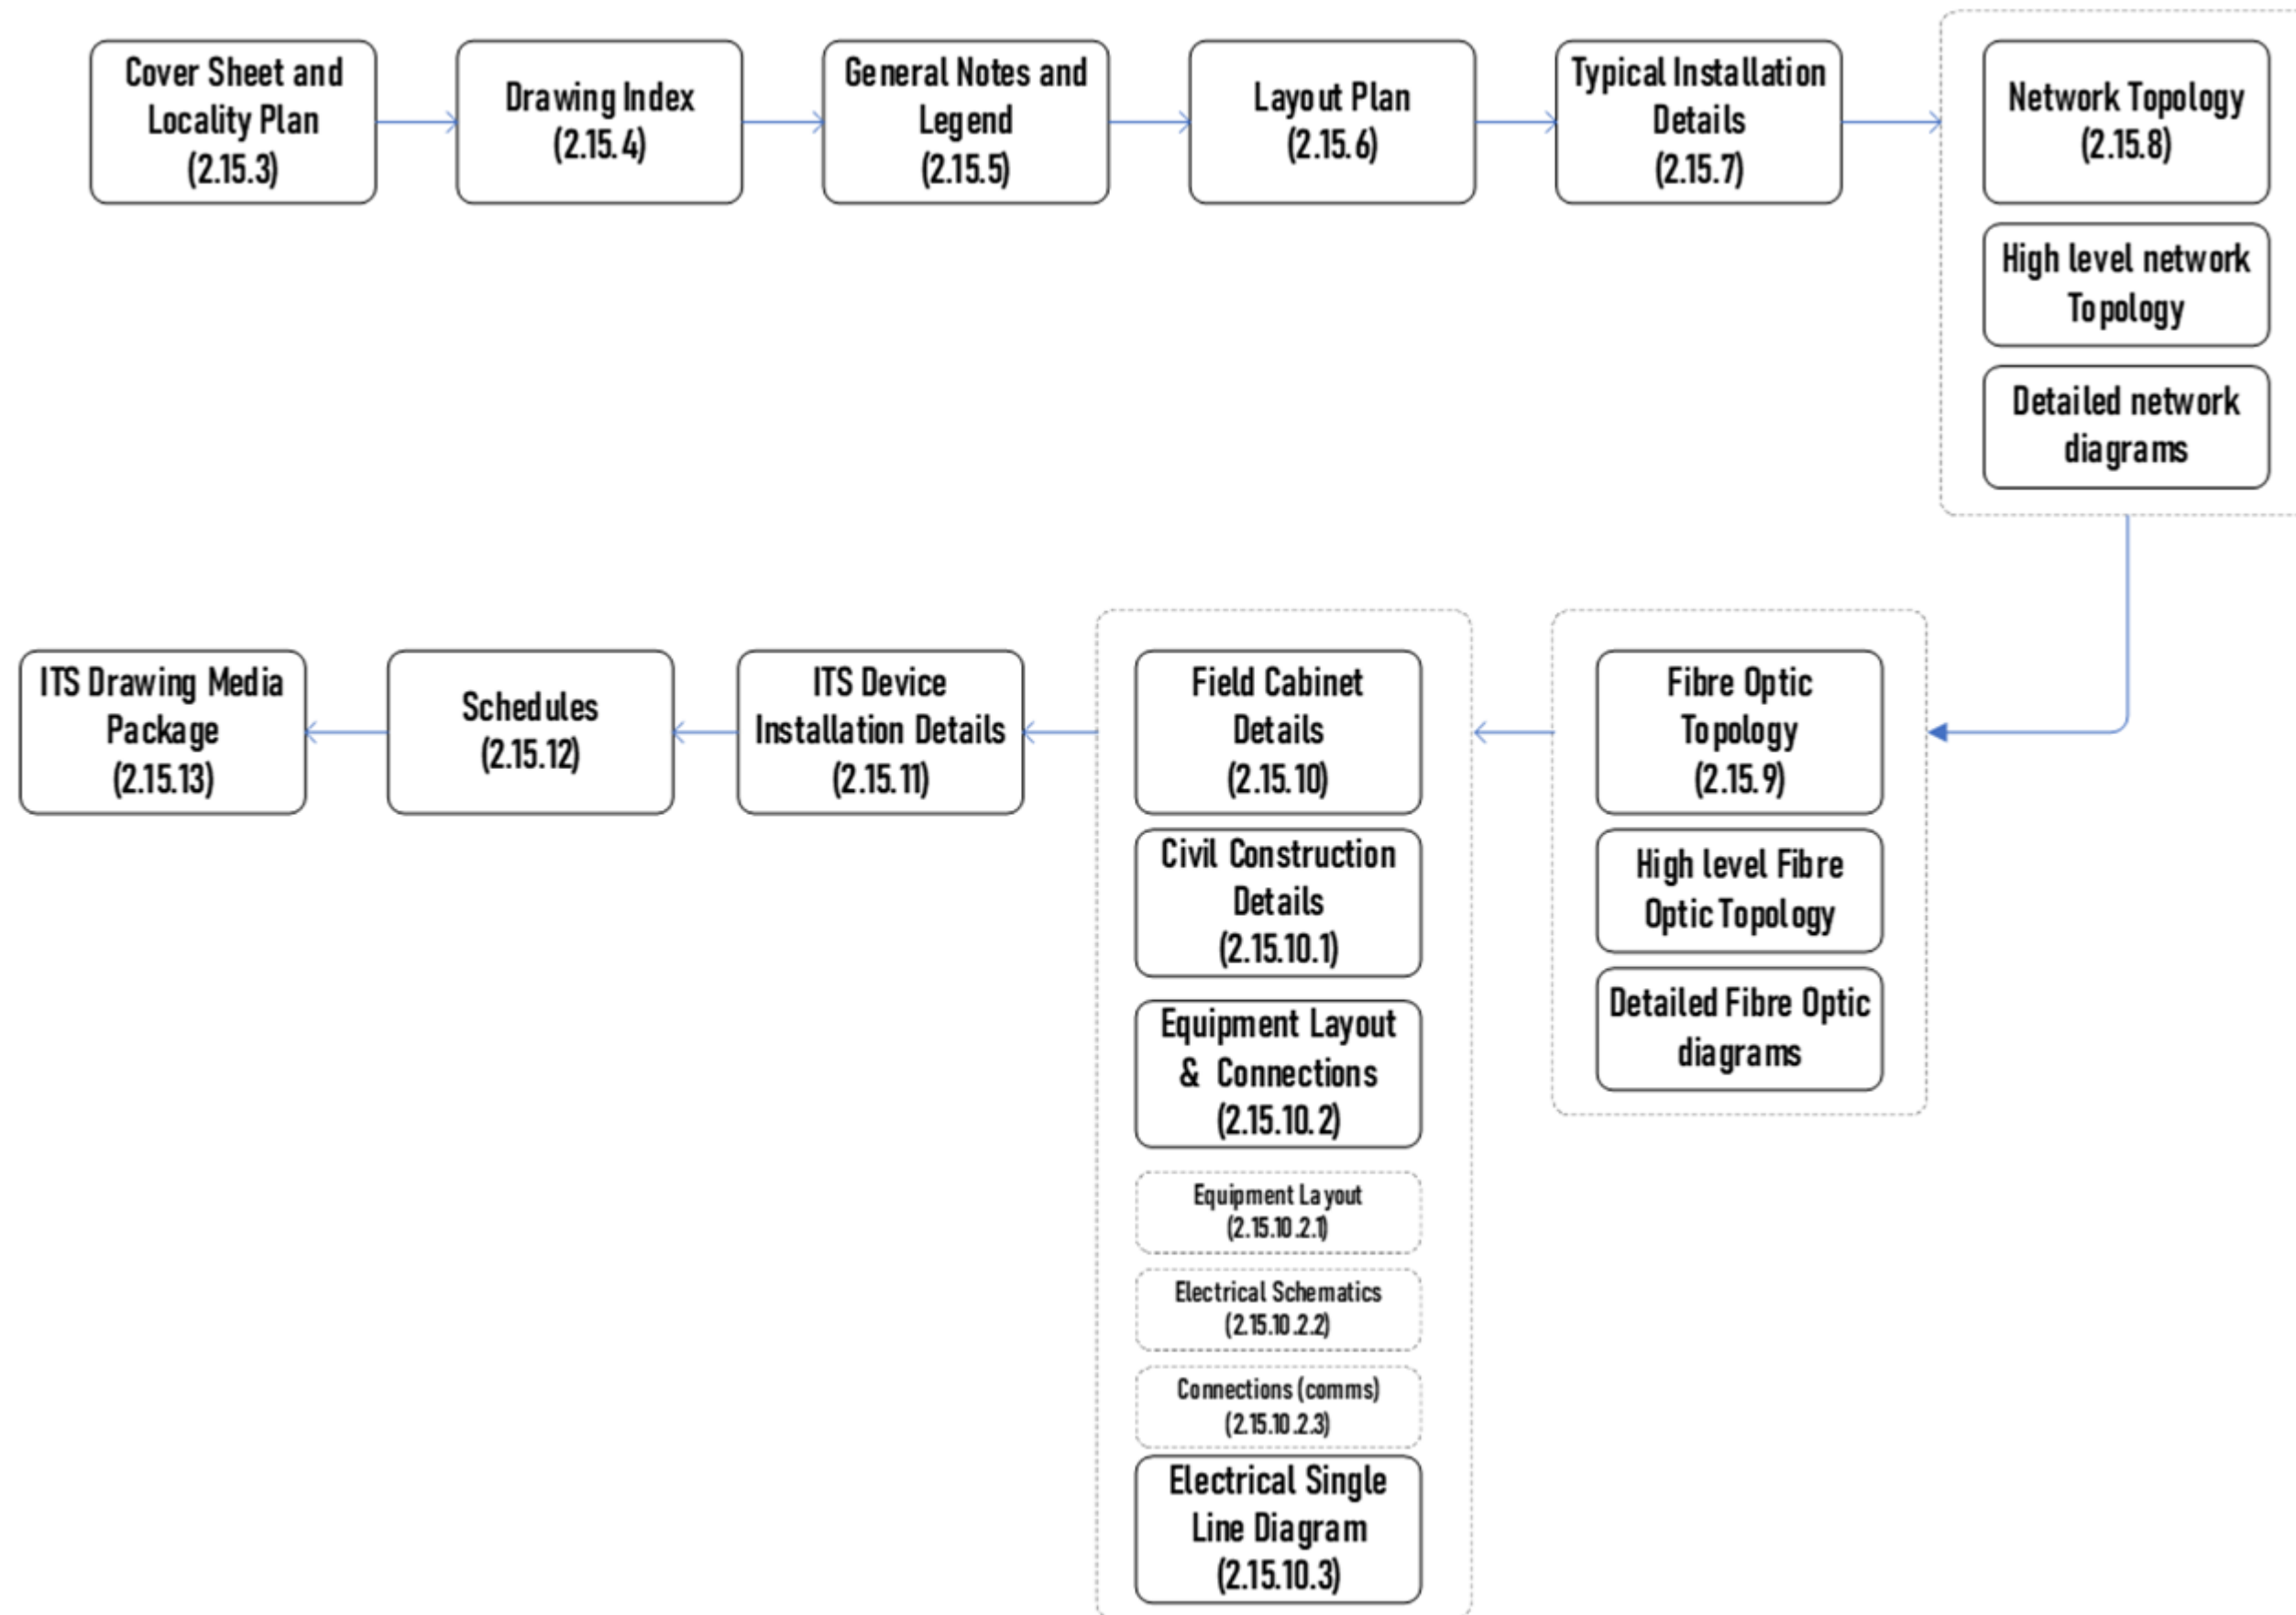 Cover Sheet and
Locality Plan
(2.15.3)
Drawing Index
(2.15.4)
General Notes and
Legend
(2.15.5)
Layout Plan
(2.15.6)
Typical Installation
Details
(2.15.7)
Network Topology
(2.15.8)
High level network
Topology
Detailed network
diagrams
Fibre Optic
Topology
(2.15.9)
High level Fibre
Optic Topology
Detailed Fibre Optic
diagrams
Field Cabinet
Details
(2.15.10)
Civil Construction
Details
(2.15.10.1)
Equipment Layout
& Connections
(2.15.10.2)
Equipment Layout
(2.15.10.2.1)
Electrical Schematics
(2.15.10.2.2)
Connections (comms)
(2.15.10.2.3)
Electrical Single
Line Diagram
(2.15.10.3)
ITS Device
Installation Details
(2.15.11)
Schedules
(2.15.12)
ITS Drawing Media
Package
(2.15.13)